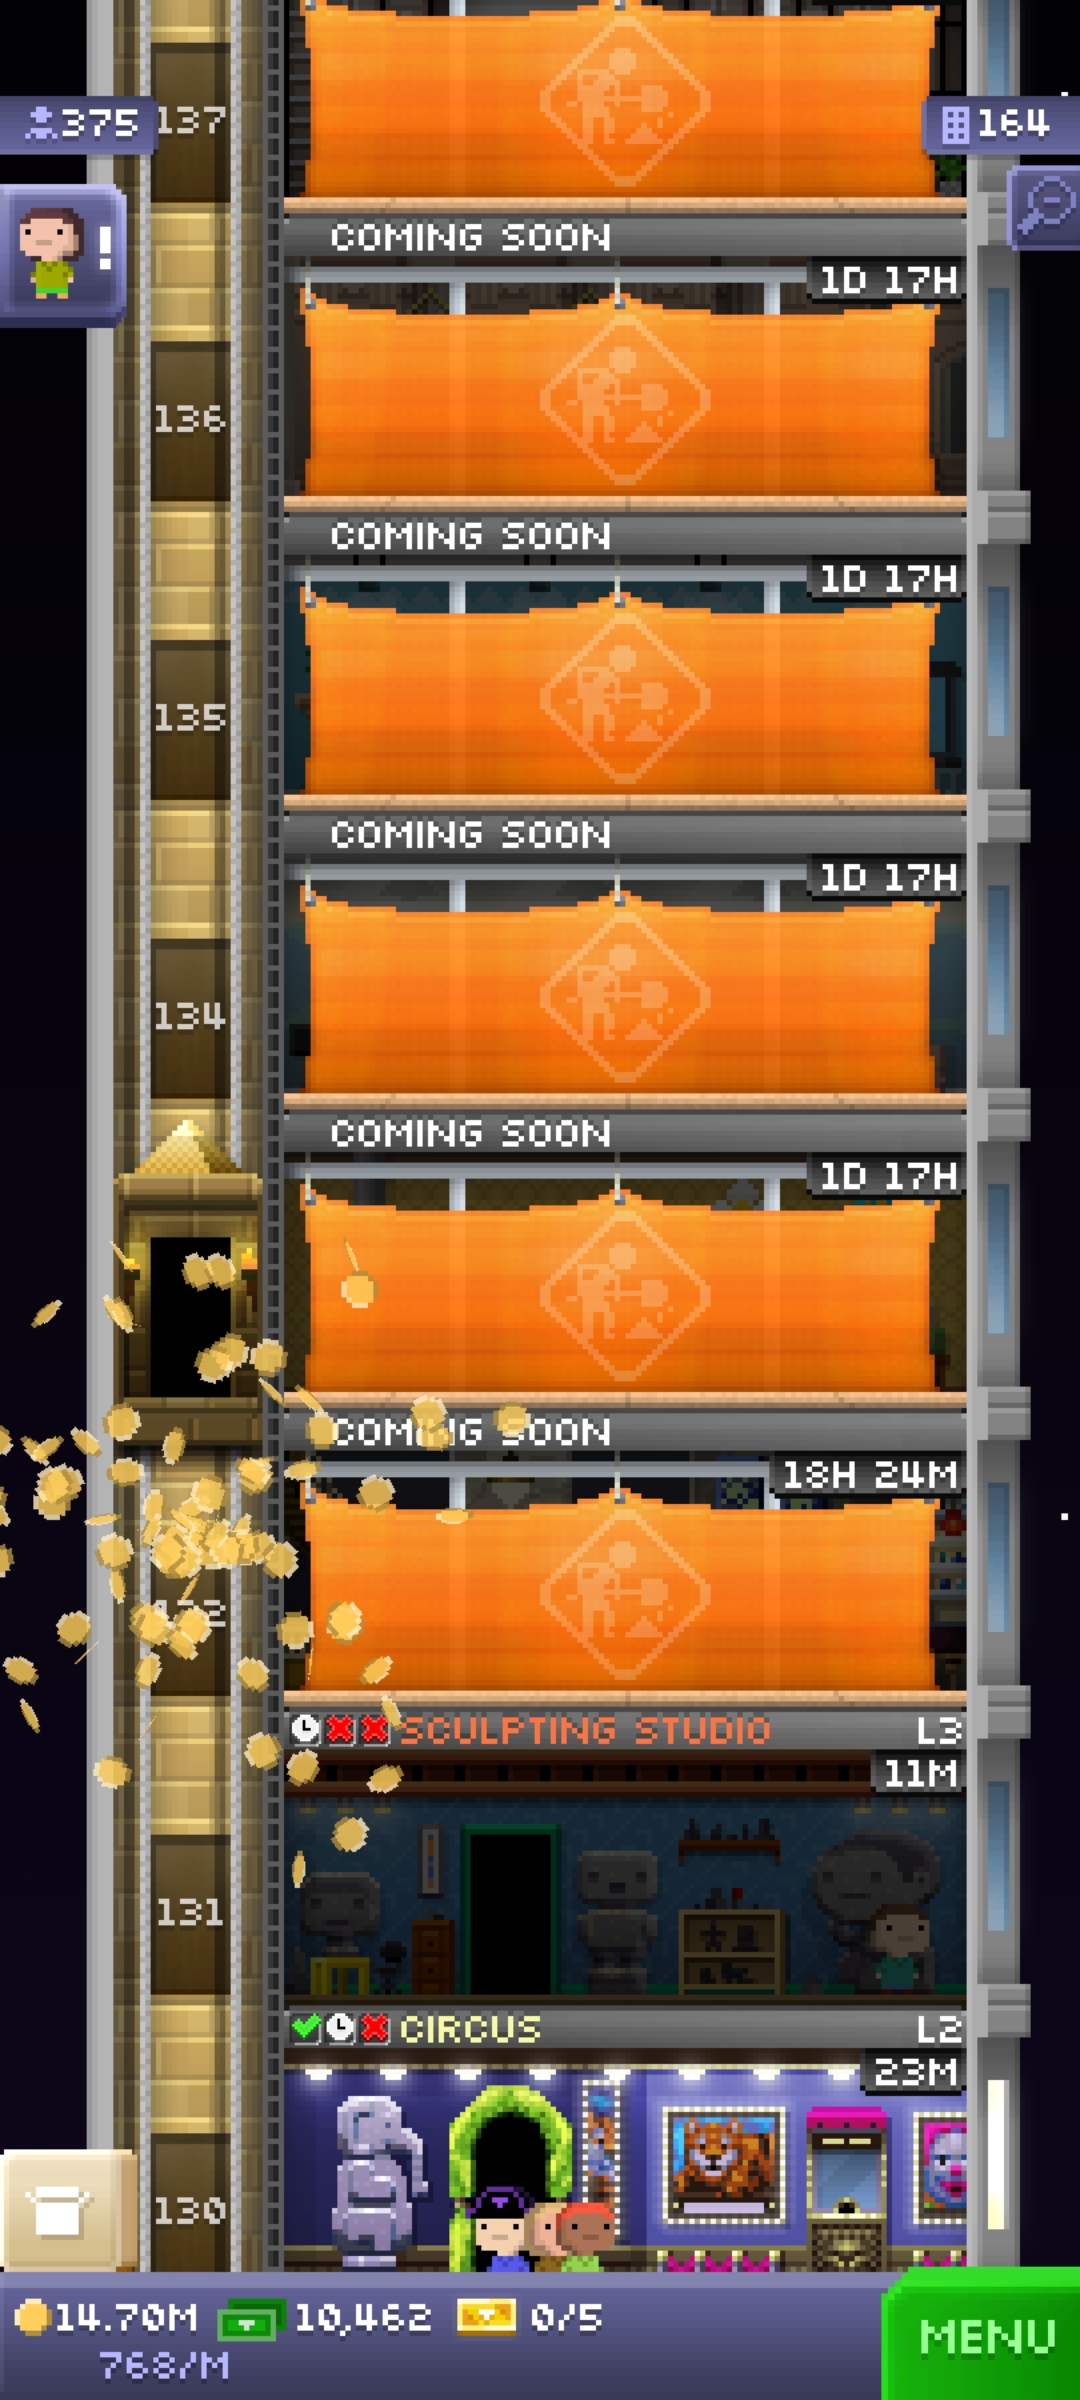 375
137
164
!
COMING SOON
1D 17H
136
COMING SOON
1D 17H
135
COMING SOON
1D 17H
134
COMING SOON
1D 17H
COMING SOON
18H 24M
SCULPTING STUDIO L3
11M
131
CIRCUS L2
23M
130
14.70M 10,462 0/5
768/M
MENU